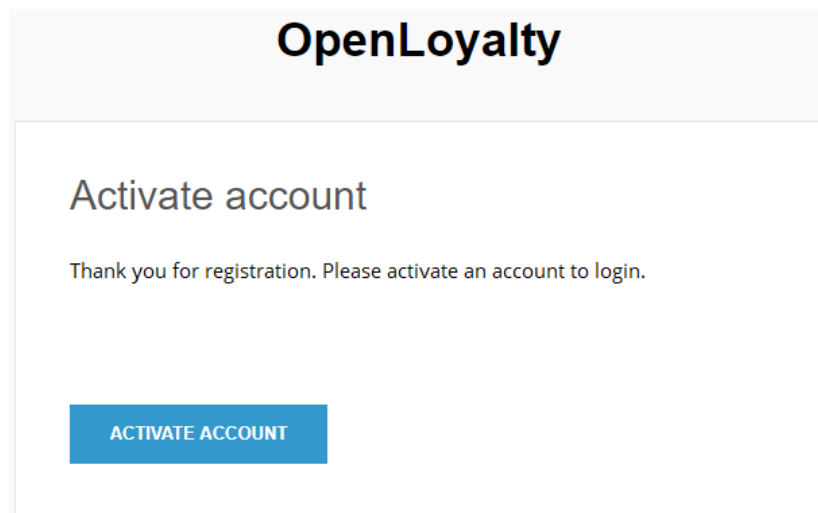 OpenLoyalty
Activate account
Thank you for registration. Please activate an account to login.
ACTIVATE ACCOUNT